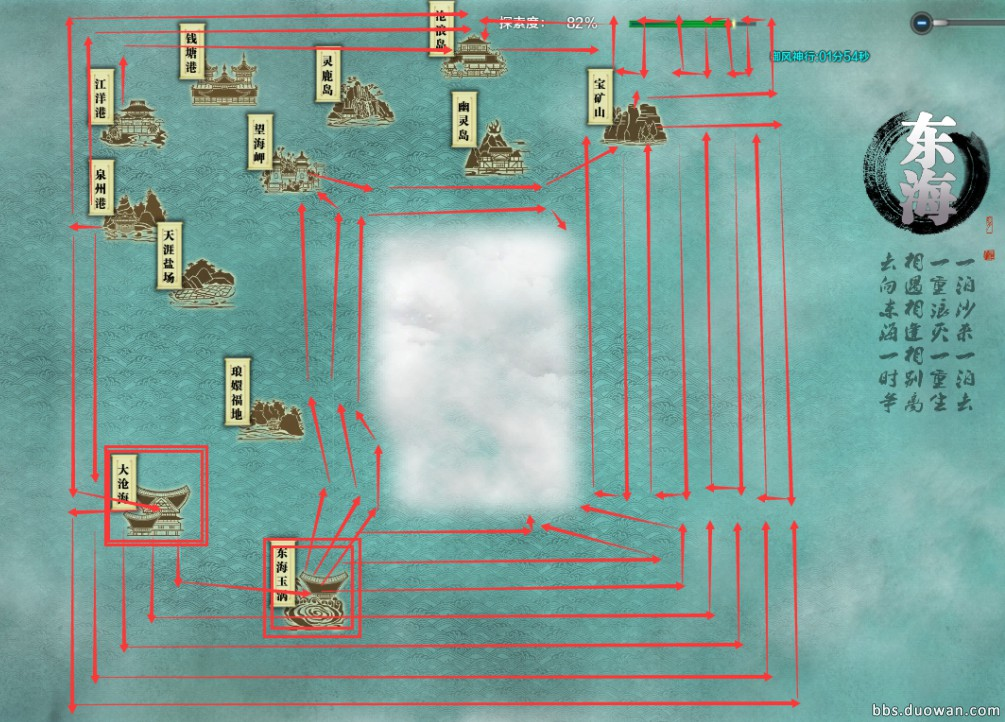 沧浪岛
探索度： 82%
御风神行:01分54秒
钱塘港
灵鹿岛
江洋港
宝矿山
幽灵岛
望海岬
泉州港
天涯盐场
琅嬛福地
大沧海
东海玉涡
东海
一泊沙来一泊去
一重浪灭一重生
相遇相逢相别离
去向东海一时争
bbs.duowan.com